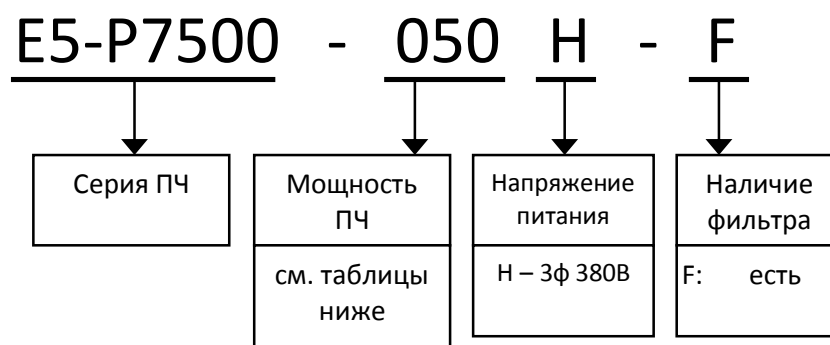 E5-P7500 - 050 H - F
Серия ПЧ
Мощность
ПЧ
см. таблицы
ниже
Напряжение
питания
H – 3ф 380В
Наличие
фильтра
F: есть